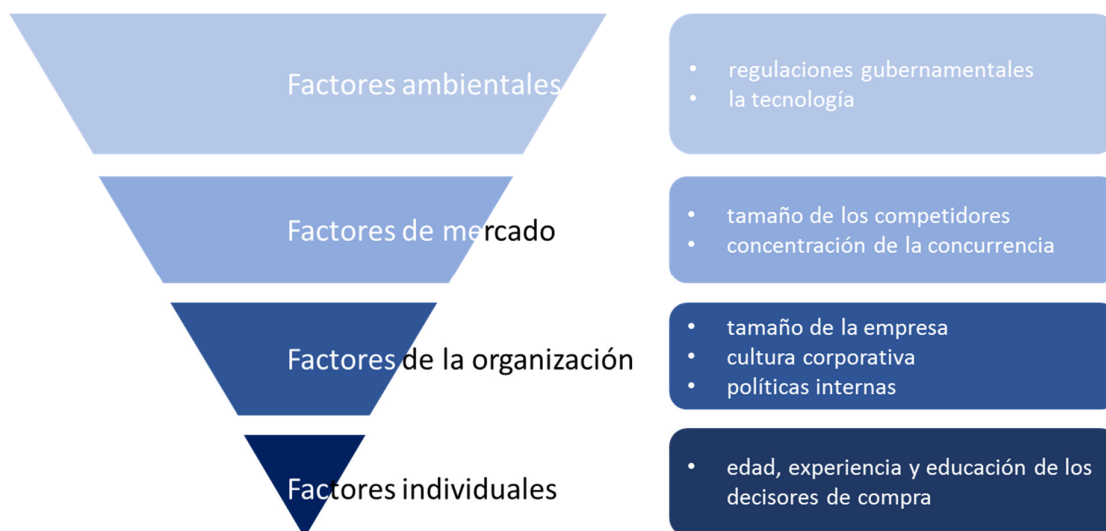 Factores ambientales
• regulaciones gubernamentales
• la tecnología
Factores de mercado
• tamaño de los competidores
• concentración de la concurrencia
Factores de la organización
• tamaño de la empresa
• cultura corporativa
• políticas internas
Factores individuales
• edad, experiencia y educación de los
decisores de compra